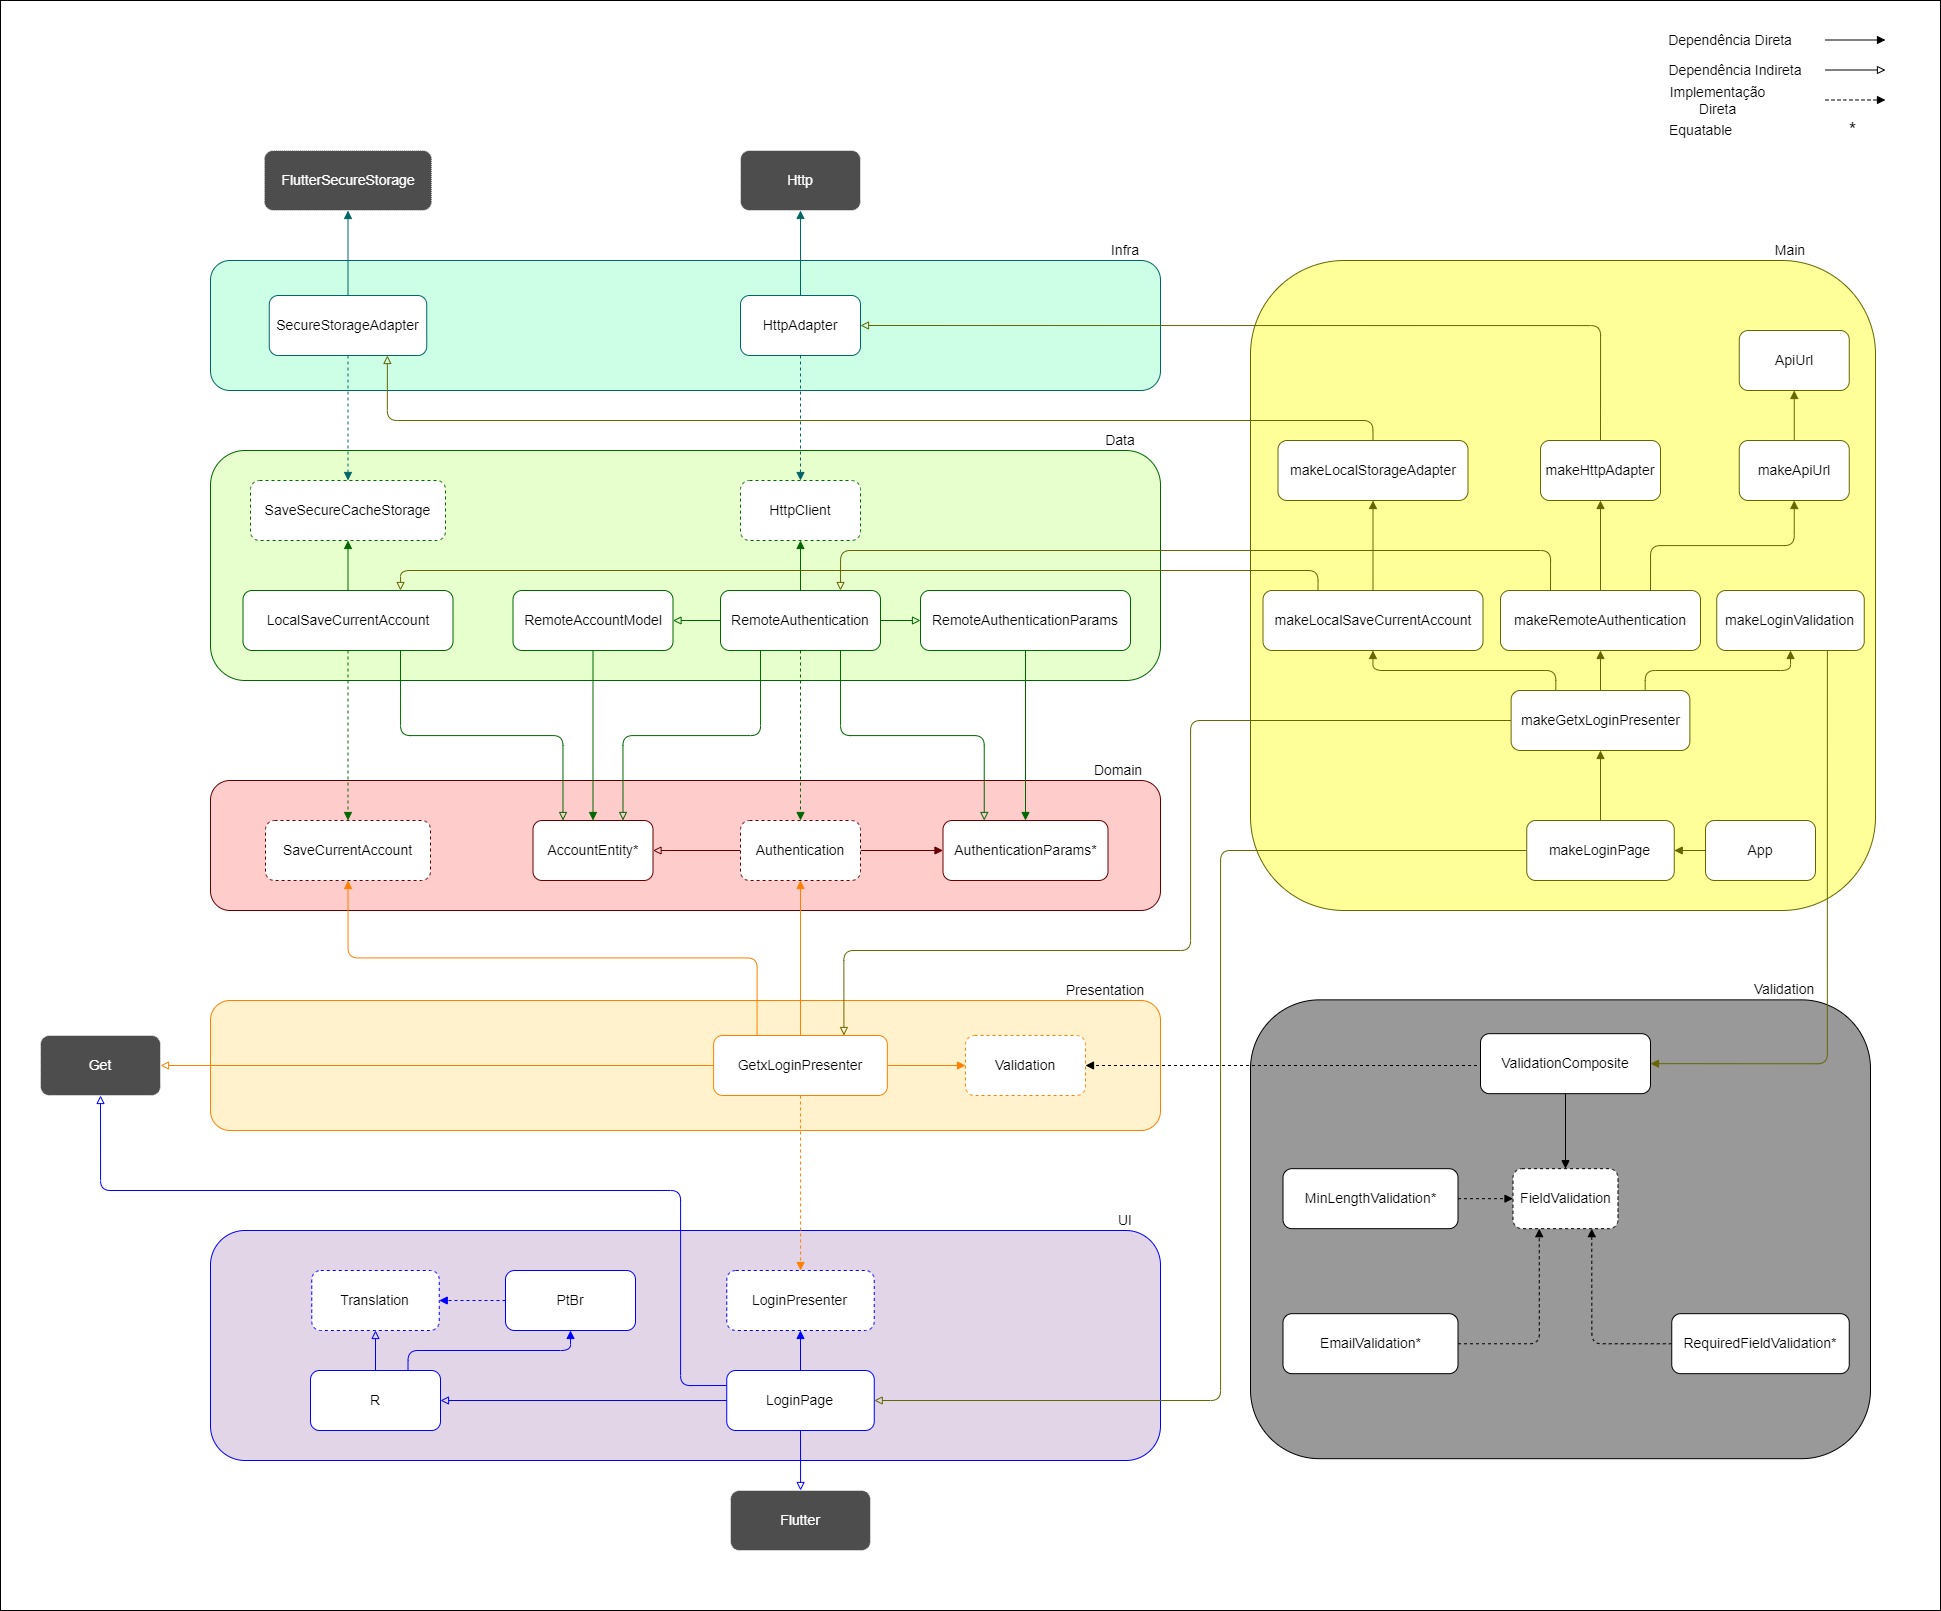 Dependência Direta
Dependência Indireta
Implementação
Direta
Equatable *
FlutterSecureStorage
Http
Infra
Main
SecureStorageAdapter
HttpAdapter
ApiUrl
Data
makeLocalStorageAdapter
makeHttpAdapter
makeApiUrl
SaveSecureCacheStorage
HttpClient
LocalSaveCurrentAccount
RemoteAccountModel
RemoteAuthentication
RemoteAuthenticationParams
makeLocalSaveCurrentAccount
makeRemoteAuthentication
makeLoginValidation
makeGetxLoginPresenter
Domain
SaveCurrentAccount
AccountEntity*
Authentication
AuthenticationParams*
makeLoginPage
App
Presentation
Validation
Get
GetxLoginPresenter
Validation
ValidationComposite
MinLengthValidation*
FieldValidation
UI
Translation
PtBr
LoginPresenter
EmailValidation*
RequiredFieldValidation*
R
LoginPage
Flutter